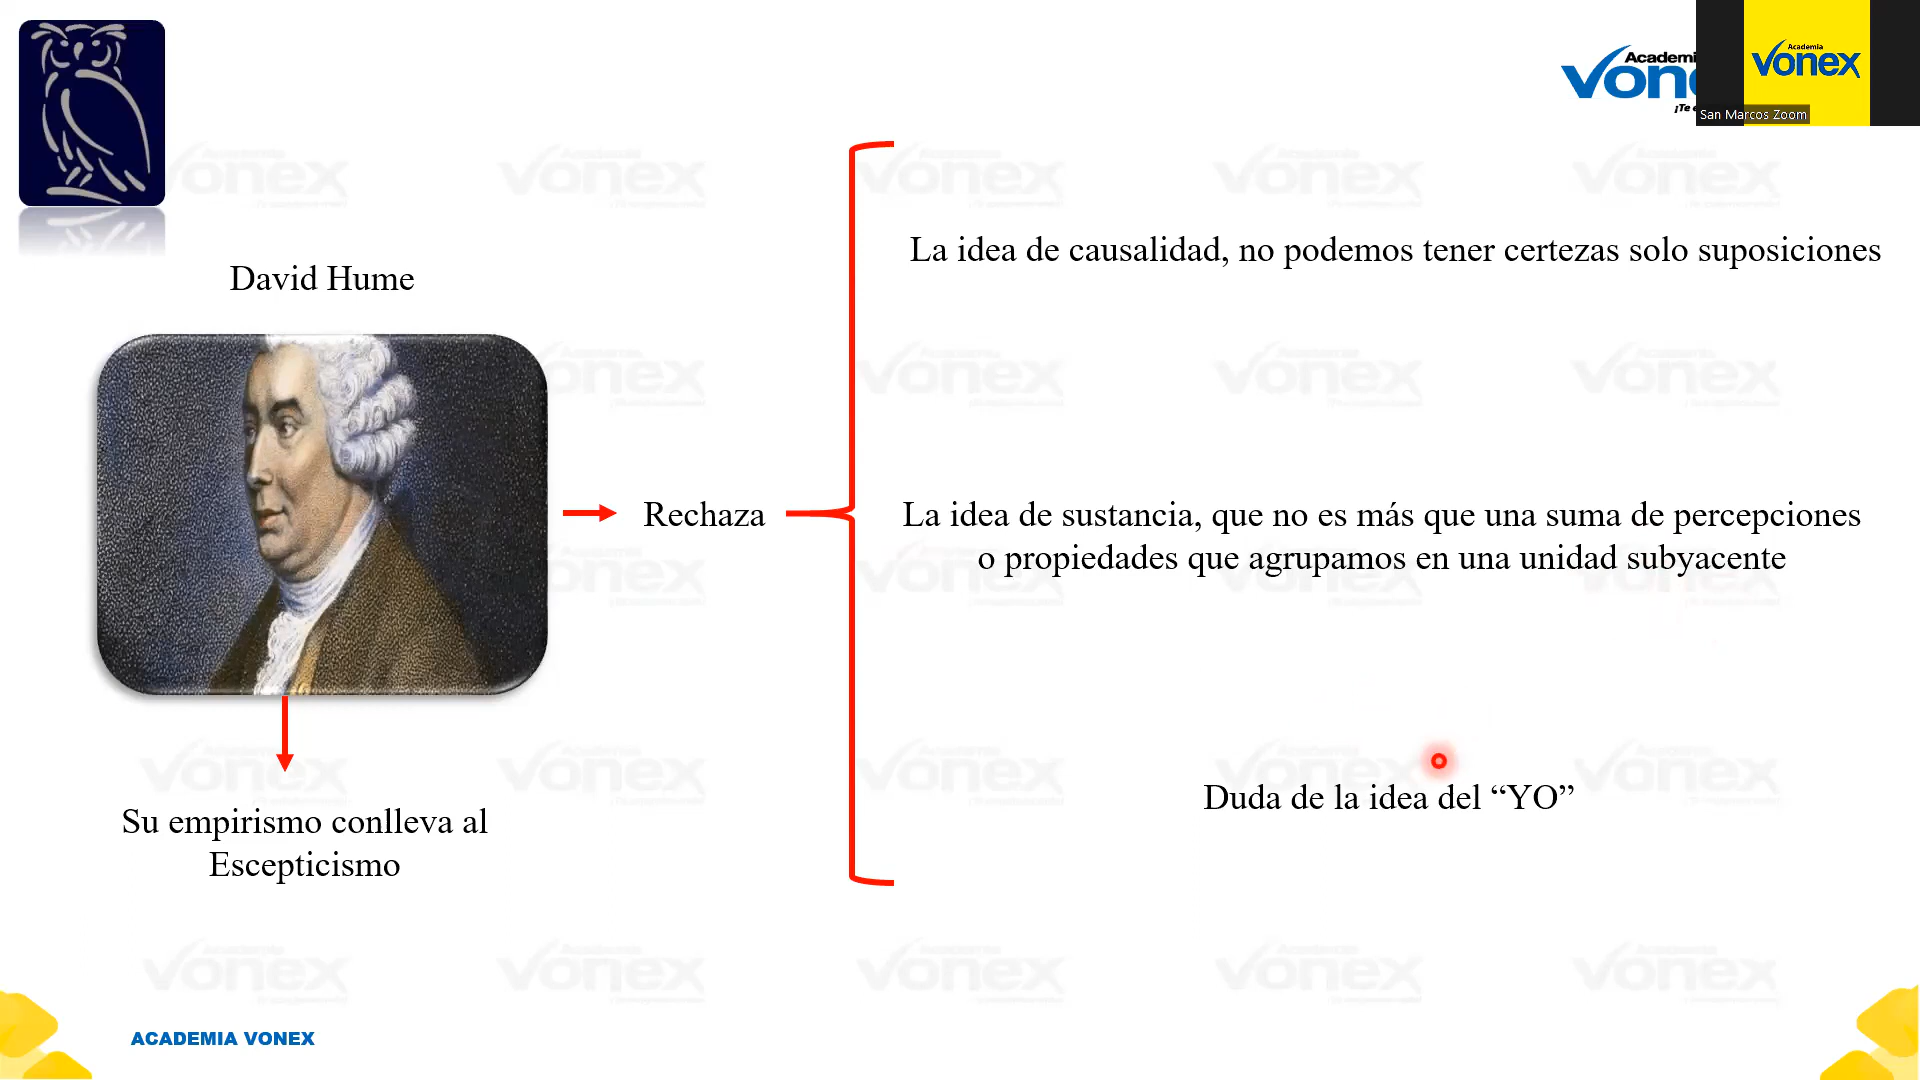 Academia
vonex
San Marcos Zoom
David Hume
La idea de causalidad, no podemos tener certezas solo suposiciones
Rechaza
La idea de sustancia, que no es más que una suma de percepciones
o propiedades que agrupamos en una unidad subyacente
Duda de la idea del “YO”
Su empirismo conlleva al
Escepticismo
ACADEMIA VONEX